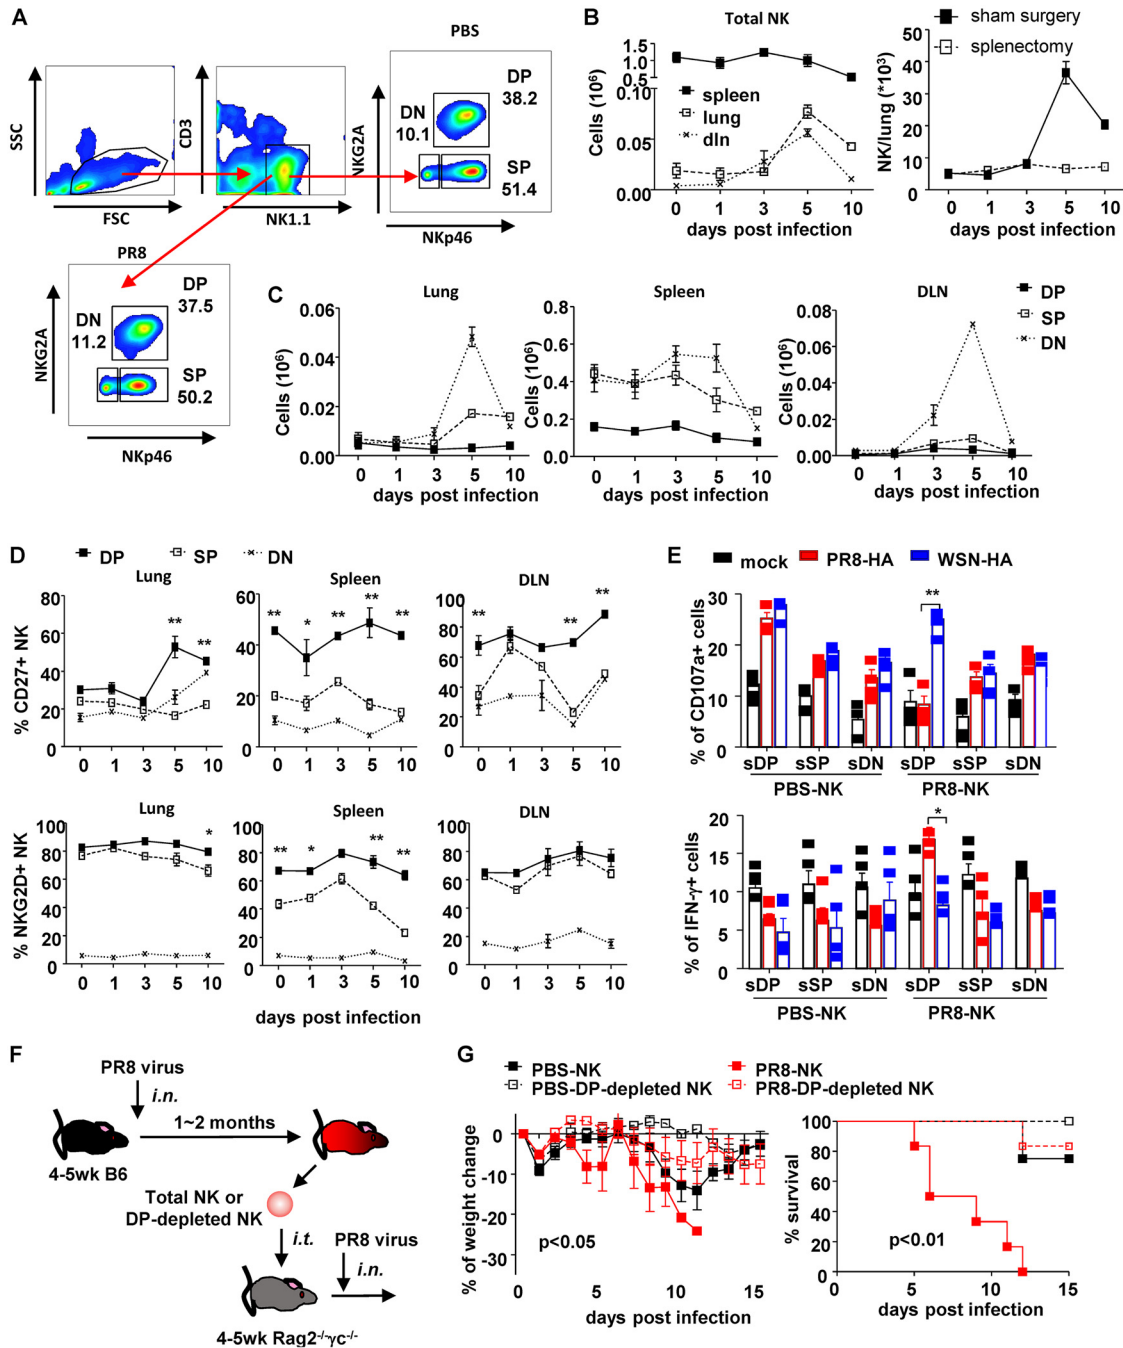 A
SSC
FSC
CD3
NK1.1
PBS
NKG2A
DP
38.2
DN
10.1
SP
51.4
NKp46
PR8
NKG2A
DP
37.5
DN
11.2
SP
50.2
NKp46
B
Total NK
Cells (10⁶)
1.5
1.0
0.5
0.10
0.05
0.00
spleen
lung
dln
0 1 3 5 10
days post infection
sham surgery
splenectomy
NK/lung (*10³)
50
40
30
20
10
0
0 1 3 5 10
days post infection
C
Lung
Cells (10⁶)
0.06
0.04
0.02
0.00
0 1 3 5 10
days post infection
Spleen
Cells (10⁶)
0.8
0.6
0.4
0.2
0.0
0 1 3 5 10
days post infection
DLN
Cells (10⁶)
0.08
0.06
0.04
0.02
0.00
0 1 3 5 10
days post infection
DP
SP
DN
D
DP SP DN
Lung
% CD27+ NK
80
60
40
20
0
** **
0 1 3 5 10
Spleen
60
40
20
0
** * ** ** **
0 1 3 5 10
DLN
100
80
60
40
20
0
** ** **
0 1 3 5 10
Lung
% NKG2D+ NK
100
80
60
40
20
0
*
0 1 3 5 10
Spleen
100
80
60
40
20
0
** * ** **
0 1 3 5 10
days post infection
DLN
100
80
60
40
20
0
0 1 3 5 10
days post infection
E
mock PR8-HA WSN-HA
% of CD107a+ cells
30
20
10
0
**
sDP sSP sDN sDP sSP sDN
PBS-NK PR8-NK
% of IFN-γ+ cells
20
15
10
5
0
*
sDP sSP sDN sDP sSP sDN
PBS-NK PR8-NK
F
PR8 virus
i.n.
1~2 months
4-5wk B6
Total NK or
DP-depleted NK
i.t.
PR8 virus
i.n.
4-5wk Rag2⁻/⁻γc⁻/⁻
G
PBS-NK PR8-NK
PBS-DP-depleted NK PR8-DP-depleted NK
% of weight change
10
0
-10
-20
-30
p<0.05
0 5 10 15
days post infection
% survival
100
80
60
40
20
0
p<0.01
0 5 10 15
days post infection